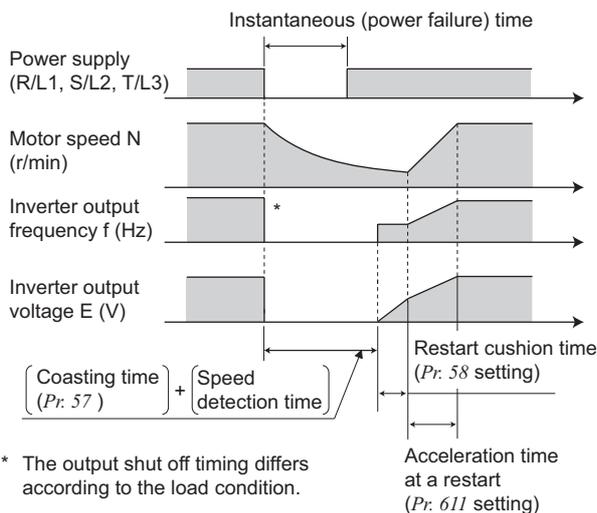 Instantaneous (power failure) time
Power supply
(R/L1, S/L2, T/L3)
Motor speed N
(r/min)
Inverter output
frequency f (Hz)
*
Inverter output
voltage E (V)
Coasting time
(Pr. 57 )
+
Speed
detection time
Restart cushion time
(Pr. 58 setting)
Acceleration time
at a restart
(Pr. 611 setting)
* The output shut off timing differs
according to the load condition.